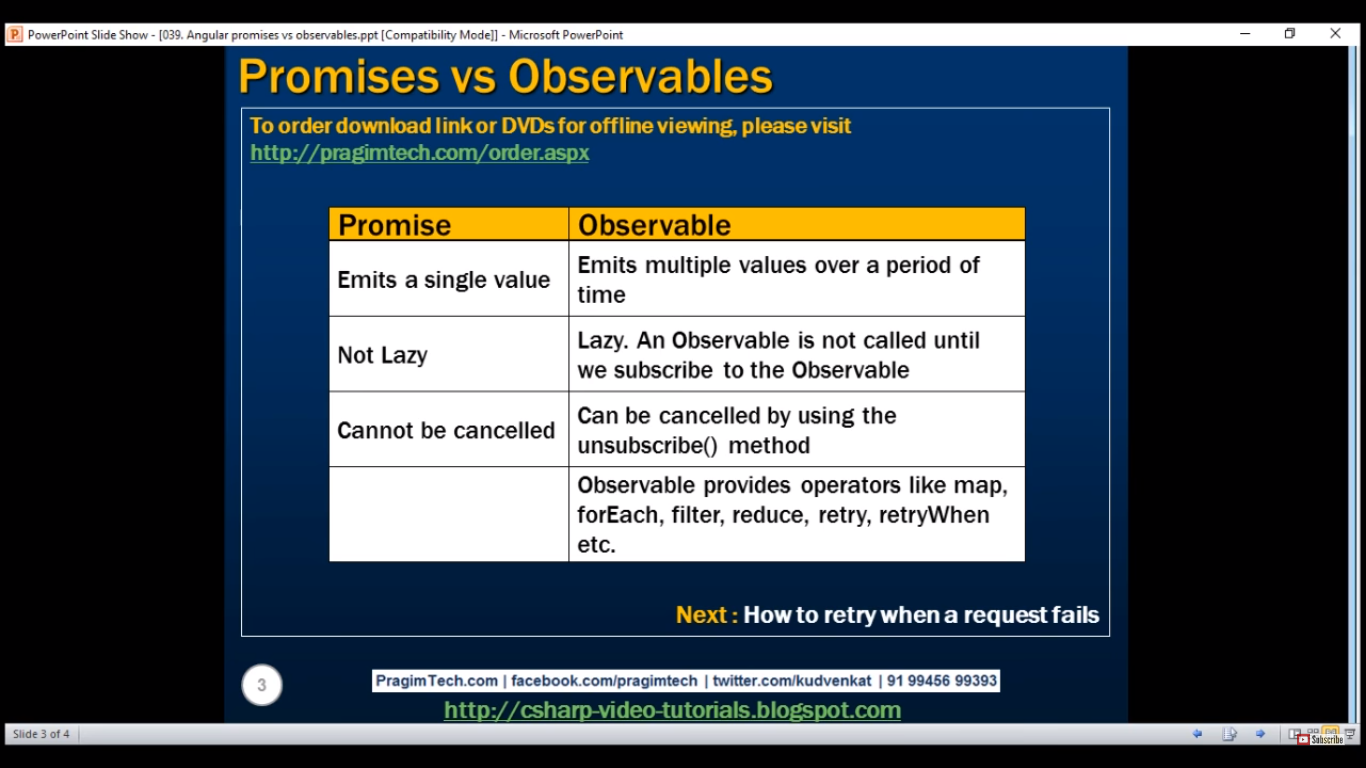 PowerPoint Slide Show - [039. Angular promises vs observables.ppt [Compatibility Mode]] - Microsoft PowerPoint
Promises vs Observables
To order download link or DVDs for offline viewing, please visit
http://pragimtech.com/order.aspx
Promise
Observable
Emits a single value
Emits multiple values over a period of
time
Not Lazy
Lazy. An Observable is not called until
we subscribe to the Observable
Cannot be cancelled
Can be cancelled by using the
unsubscribe() method
Observable provides operators like map,
forEach, filter, reduce, retry, retryWhen
etc.
Next : How to retry when a request fails
3
PragimTech.com | facebook.com/pragimtech | twitter.com/kudvenkat | 91 99456 99393
http://csharp-video-tutorials.blogspot.com
Slide 3 of 4
Subscribe